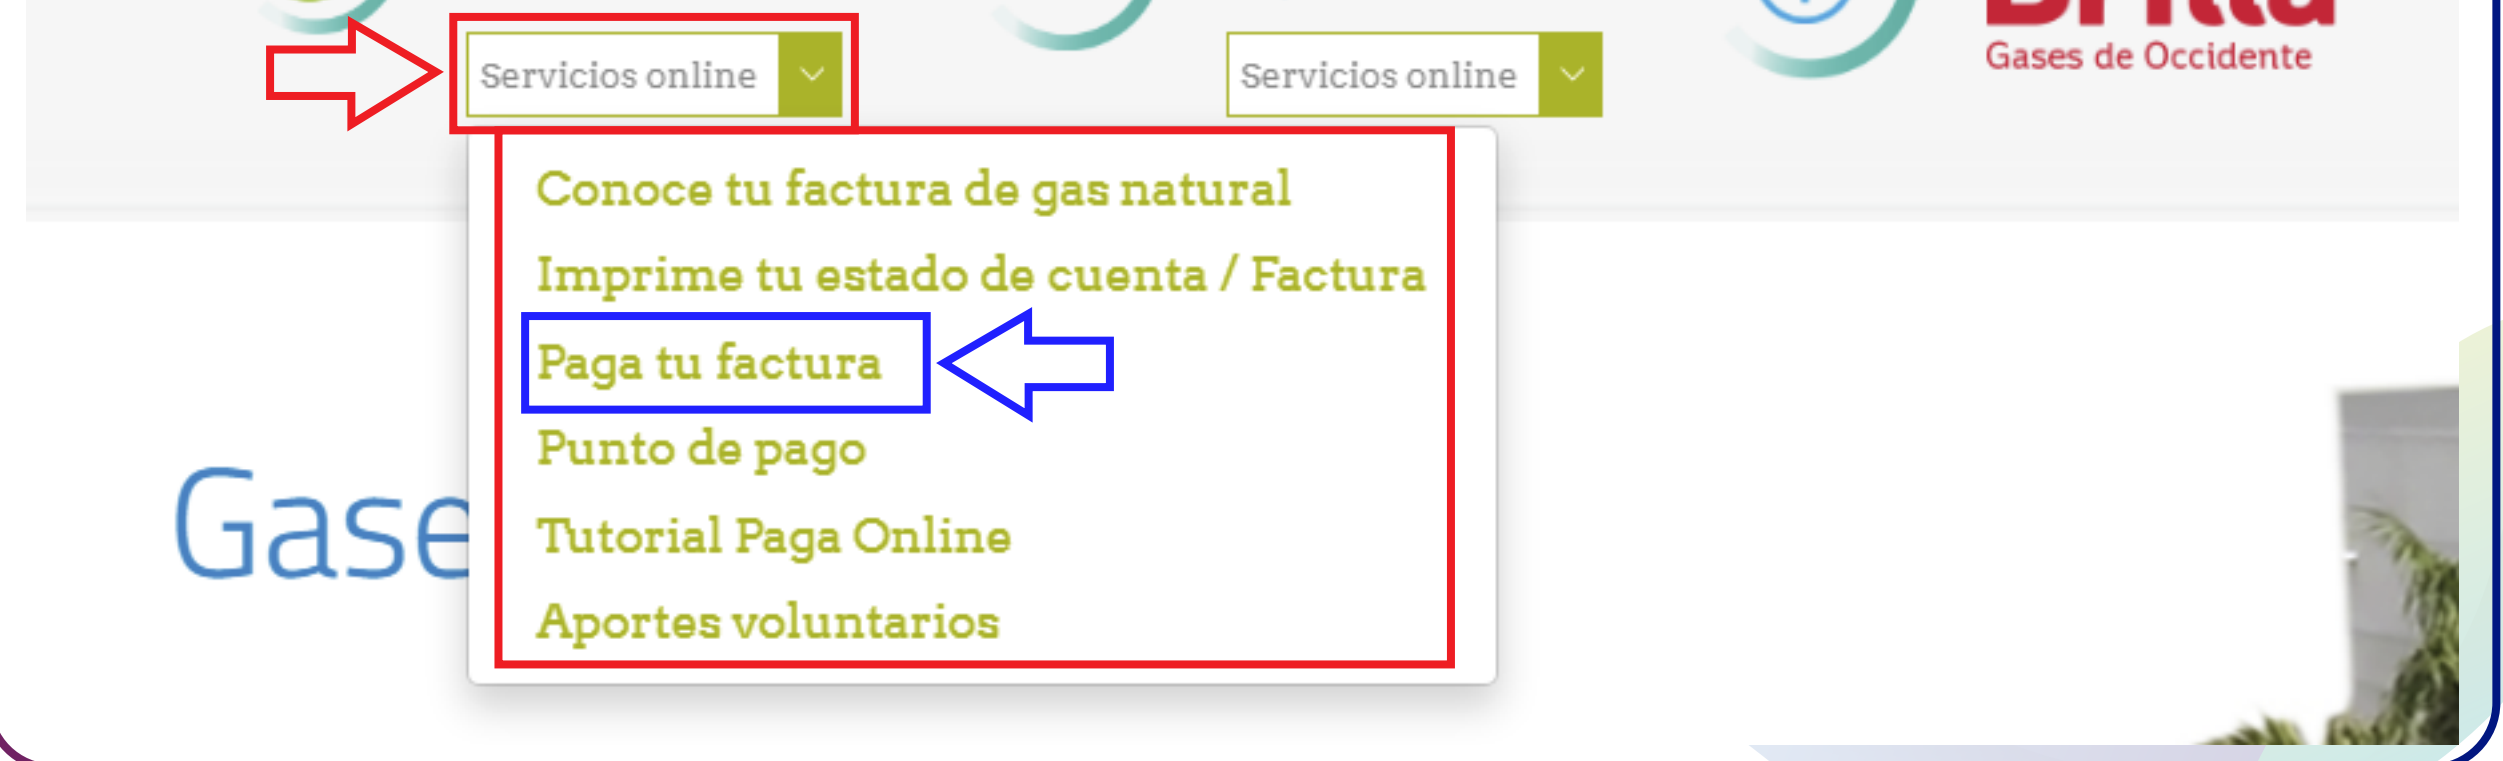 Brilla
Gases de Occidente
Servicios online
Servicios online
Conoce tu factura de gas natural
Imprime tu estado de cuenta / Factura
Paga tu factura
Punto de pago
Tutorial Paga Online
Aportes voluntarios
Gase